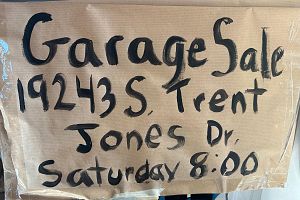 Garage Sale
19243 S. Trent
Jones Dr.
Saturday 8:00